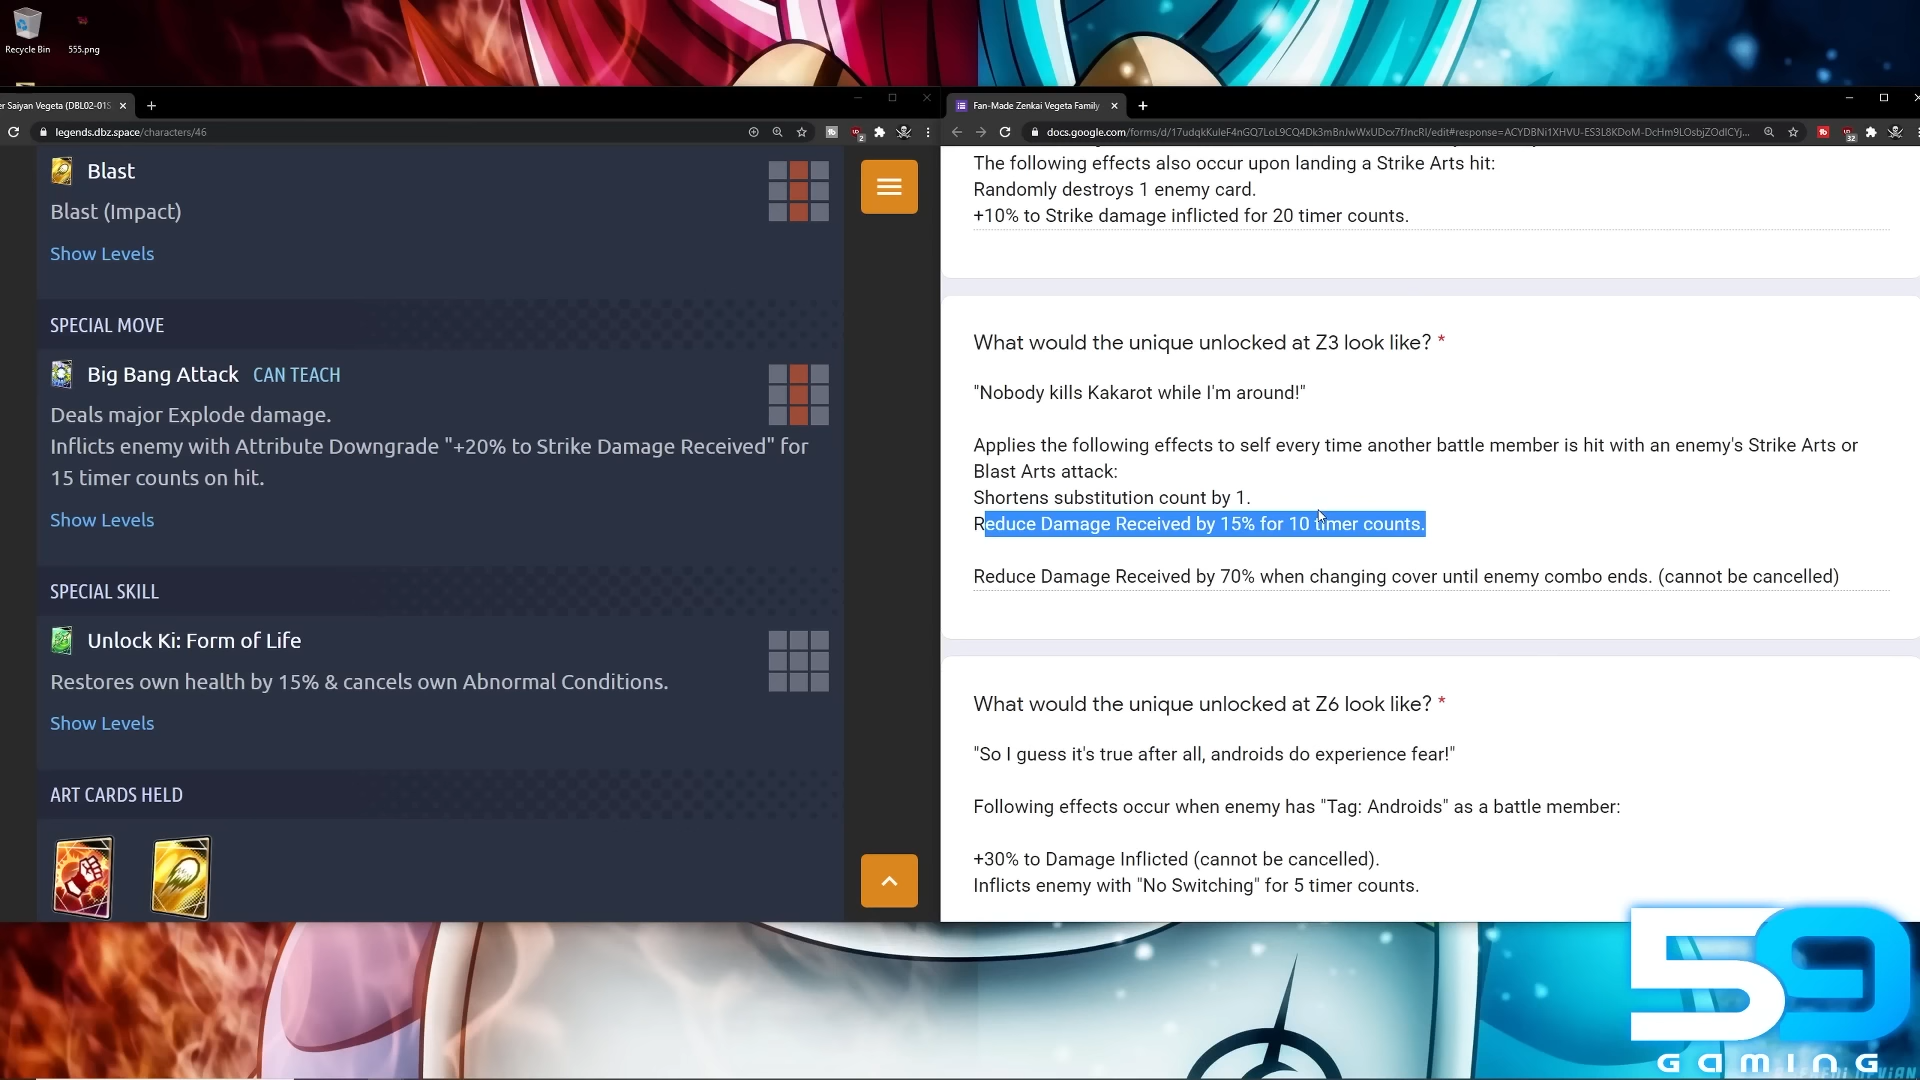 Recycle Bin
555.png
er Saiyan Vegeta (DBL02-01S
legends.dbz.space/characters/46
2
Blast
Blast (Impact)
Show Levels
SPECIAL MOVE
Big Bang Attack CAN TEACH
Deals major Explode damage.
Inflicts enemy with Attribute Downgrade "+20% to Strike Damage Received" for
15 timer counts on hit.
Show Levels
SPECIAL SKILL
Unlock Ki: Form of Life
Restores own health by 15% & cancels own Abnormal Conditions.
Show Levels
ART CARDS HELD
Fan-Made Zenkai Vegeta Family
32
The following effects also occur upon landing a Strike Arts hit:
Randomly destroys 1 enemy card.
+10% to Strike damage inflicted for 20 timer counts.
What would the unique unlocked at Z3 look like? *
"Nobody kills Kakarot while I'm around!"
Applies the following effects to self every time another battle member is hit with an enemy's Strike Arts or
Blast Arts attack:
Shortens substitution count by 1.
Reduce Damage Received by 15% for 10 timer counts.
Reduce Damage Received by 70% when changing cover until enemy combo ends. (cannot be cancelled)
What would the unique unlocked at Z6 look like? *
"So I guess it's true after all, androids do experience fear!"
Following effects occur when enemy has "Tag: Androids" as a battle member:
+30% to Damage Inflicted (cannot be cancelled).
Inflicts enemy with "No Switching" for 5 timer counts.
59
GAMING